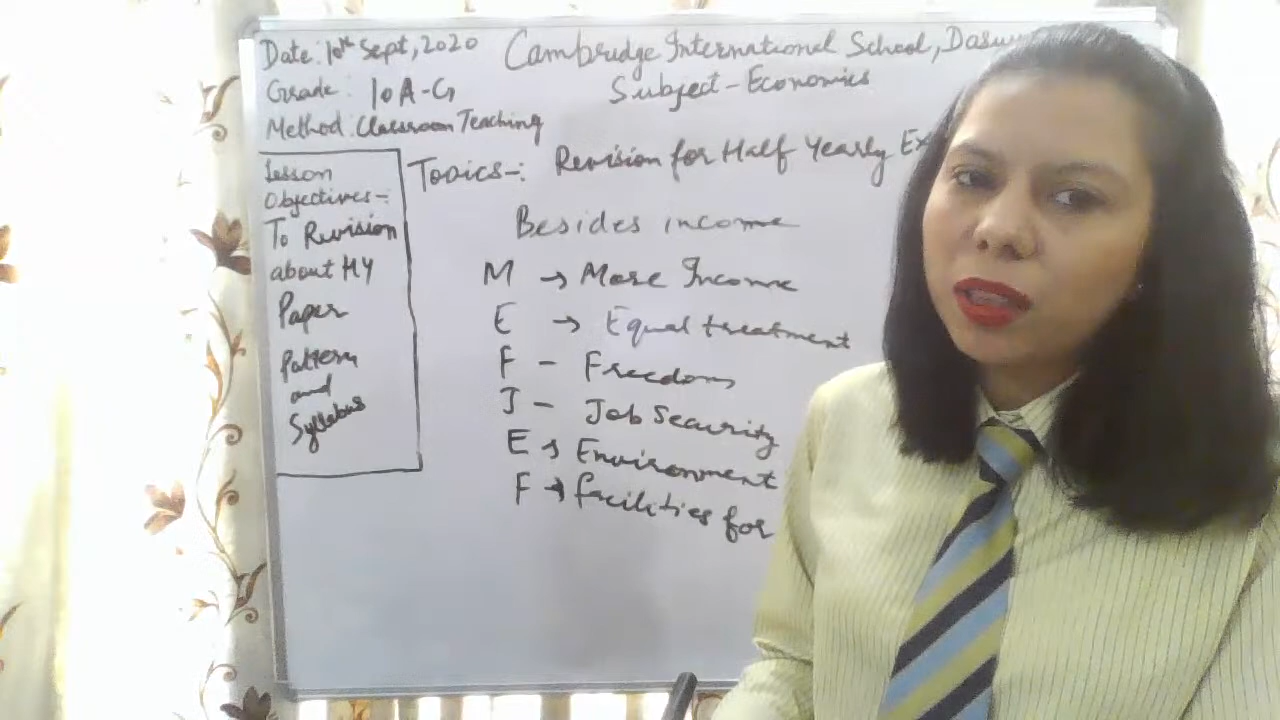 Date: 10th Sept, 2020
Cambridge International School,
Grade: 10 A-G
Subject - Economics
Method: Classroom Teaching
Topics-: Revision for Half Yearly
Lesson
Objectives-:
To Revision
about HY
Paper
Pattern
and
Syllabus
Besides income
M → More Income
E → Equal treatment
F - Freedom
J - Job Security
E → Environment
F → facilities for